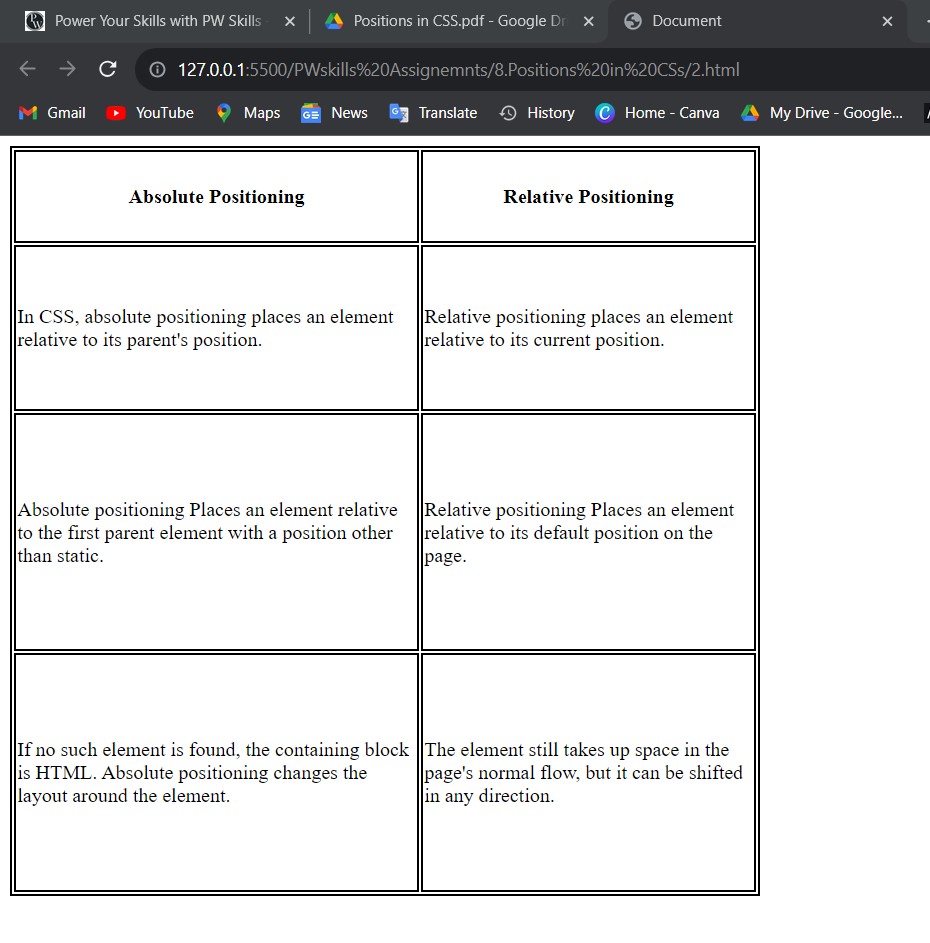 Power Your Skills with PW Skills
Positions in CSS.pdf - Google Dr
Document
127.0.0.1:5500/PWskills%20Assignemnts/8.Positions%20in%20CSs/2.html
Gmail
YouTube
Maps
News
Translate
History
Home - Canva
My Drive - Google...
Absolute Positioning
Relative Positioning
In CSS, absolute positioning places an element
relative to its parent's position.
Relative positioning places an element
relative to its current position.
Absolute positioning Places an element relative
to the first parent element with a position other
than static.
Relative positioning Places an element
relative to its default position on the
page.
If no such element is found, the containing block
is HTML. Absolute positioning changes the
layout around the element.
The element still takes up space in the
page's normal flow, but it can be shifted
in any direction.